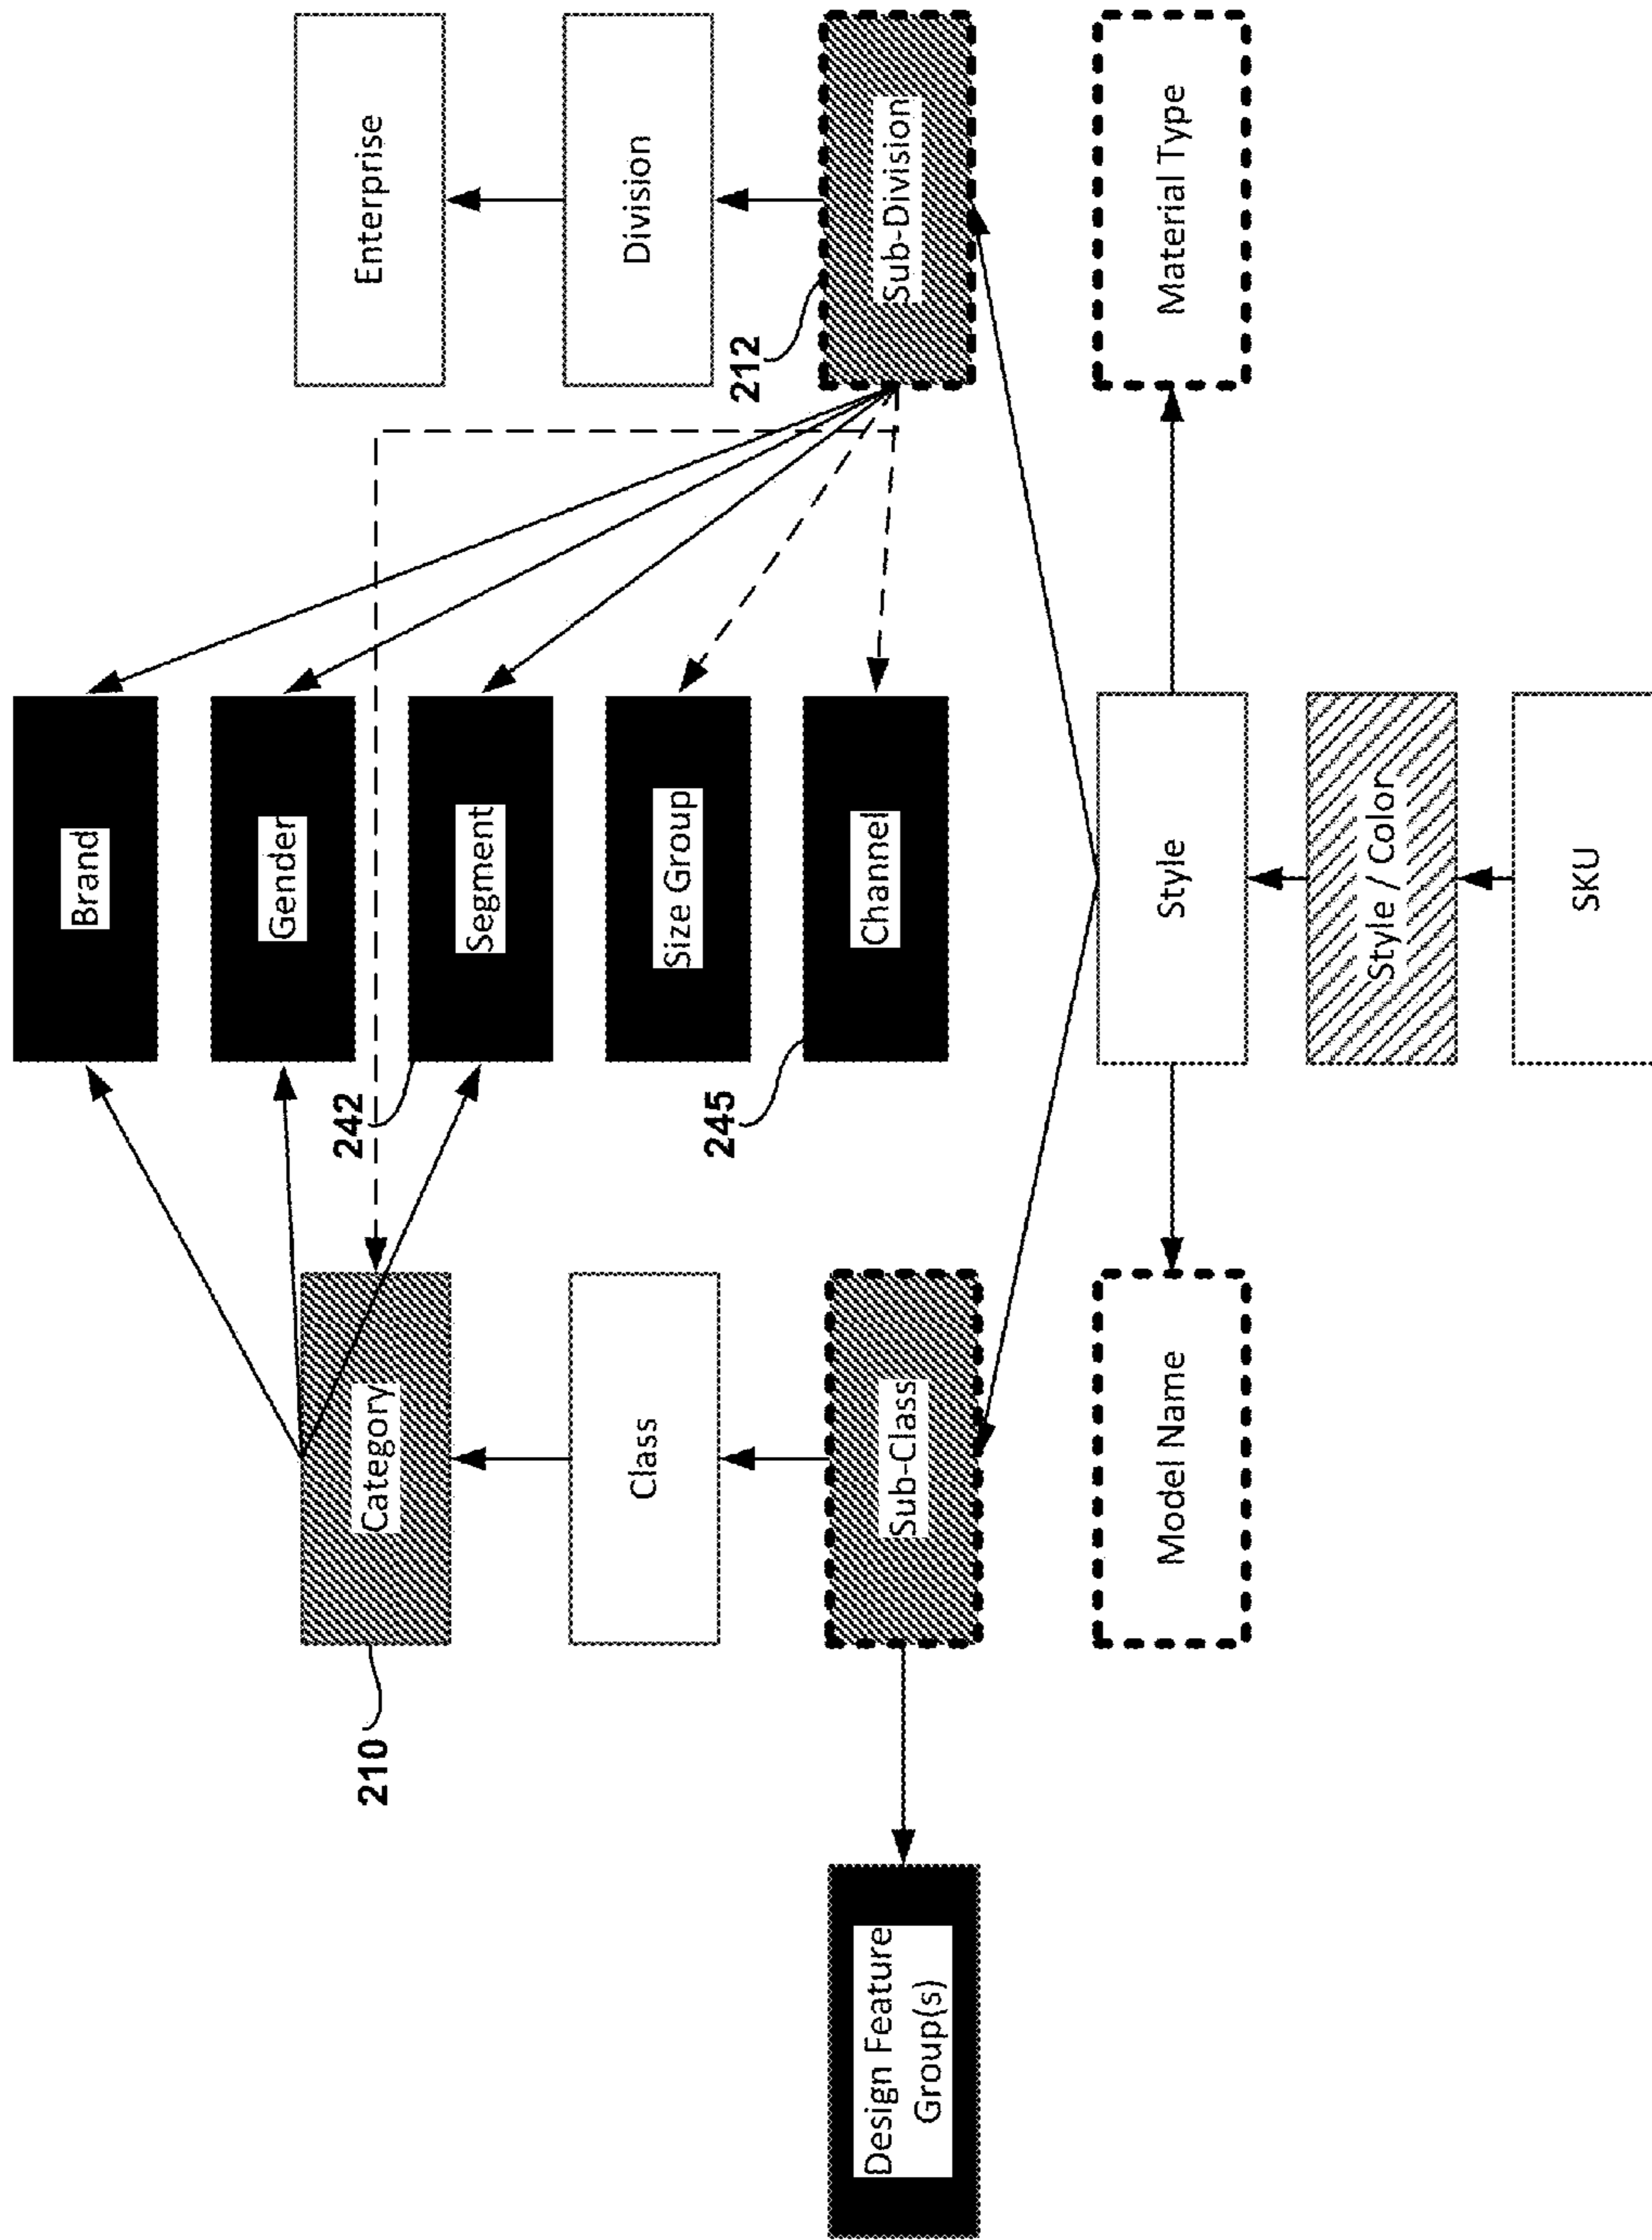 Brand
Gender
Segment
Size Group
Channel
Category
Class
Sub-Class
Enterprise
Division
Sub-Division
210
242
245
212
Design Feature
Group(s)
Model Name
Style
Material Type
Style / Color
SKU